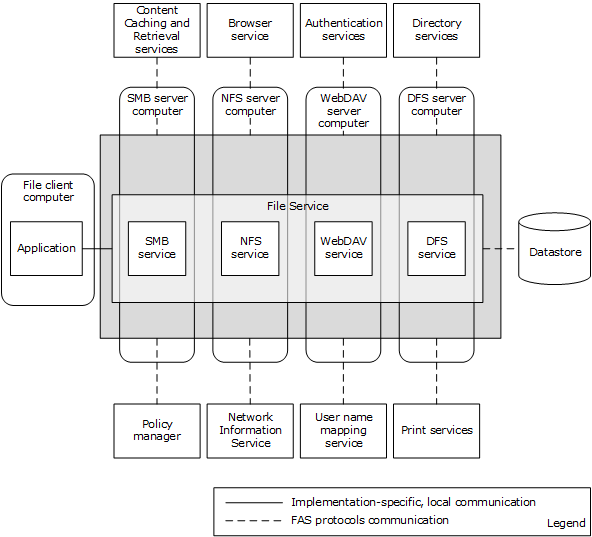 Content
Caching and
Retrieval
services
Browser
service
Authentication
services
Directory
services
SMB server
computer
NFS server
computer
WebDAV
server
computer
DFS server
computer
File client
computer
Application
File Service
SMB
service
NFS
service
WebDAV
service
DFS
service
Datastore
Policy
manager
Network
Information
Service
User name
mapping
service
Print services
Implementation-specific, local communication
FAS protocols communication
Legend